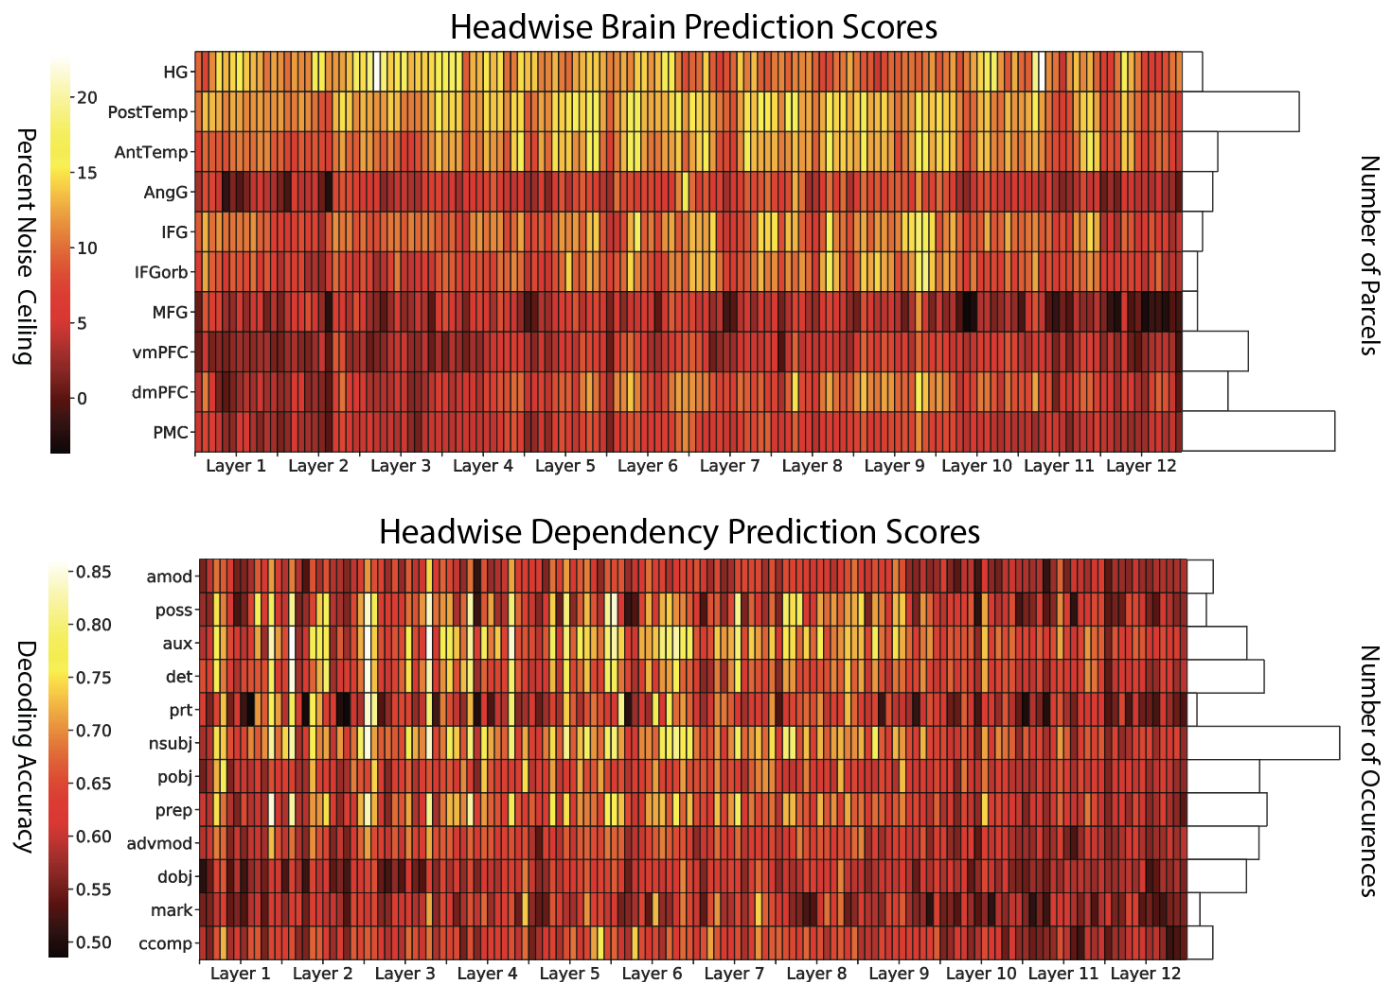 Headwise Brain Prediction Scores
Percent Noise Ceiling
20
15
10
5
0
HG
PostTemp
AntTemp
AngG
IFG
IFGorb
MFG
vmPFC
dmPFC
PMC
Layer 1 Layer 2 Layer 3 Layer 4 Layer 5 Layer 6 Layer 7 Layer 8 Layer 9 Layer 10 Layer 11 Layer 12
Number of Parcels
Headwise Dependency Prediction Scores
Decoding Accuracy
0.85
0.80
0.75
0.70
0.65
0.60
0.55
0.50
amod
poss
aux
det
prt
nsubj
pobj
prep
advmod
dobj
mark
ccomp
Layer 1 Layer 2 Layer 3 Layer 4 Layer 5 Layer 6 Layer 7 Layer 8 Layer 9 Layer 10 Layer 11 Layer 12
Number of Occurences